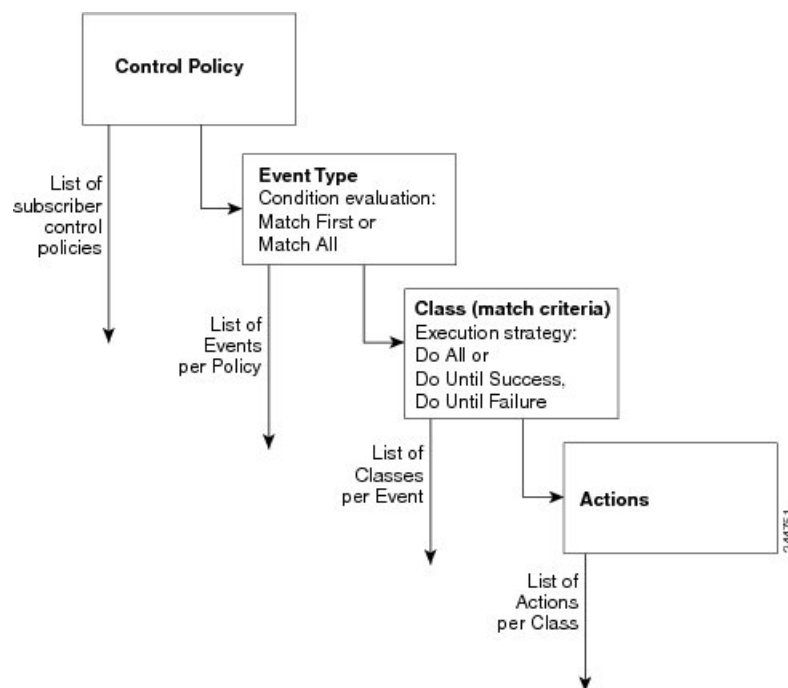 Control Policy
List of
subscriber
control
policies
Event Type
Condition evaluation:
Match First or
Match All
List of
Events
per Policy
Class (match criteria)
Execution strategy:
Do All or
Do Until Success,
Do Until Failure
List of
Classes
per Event
Actions
List of
Actions
per Class